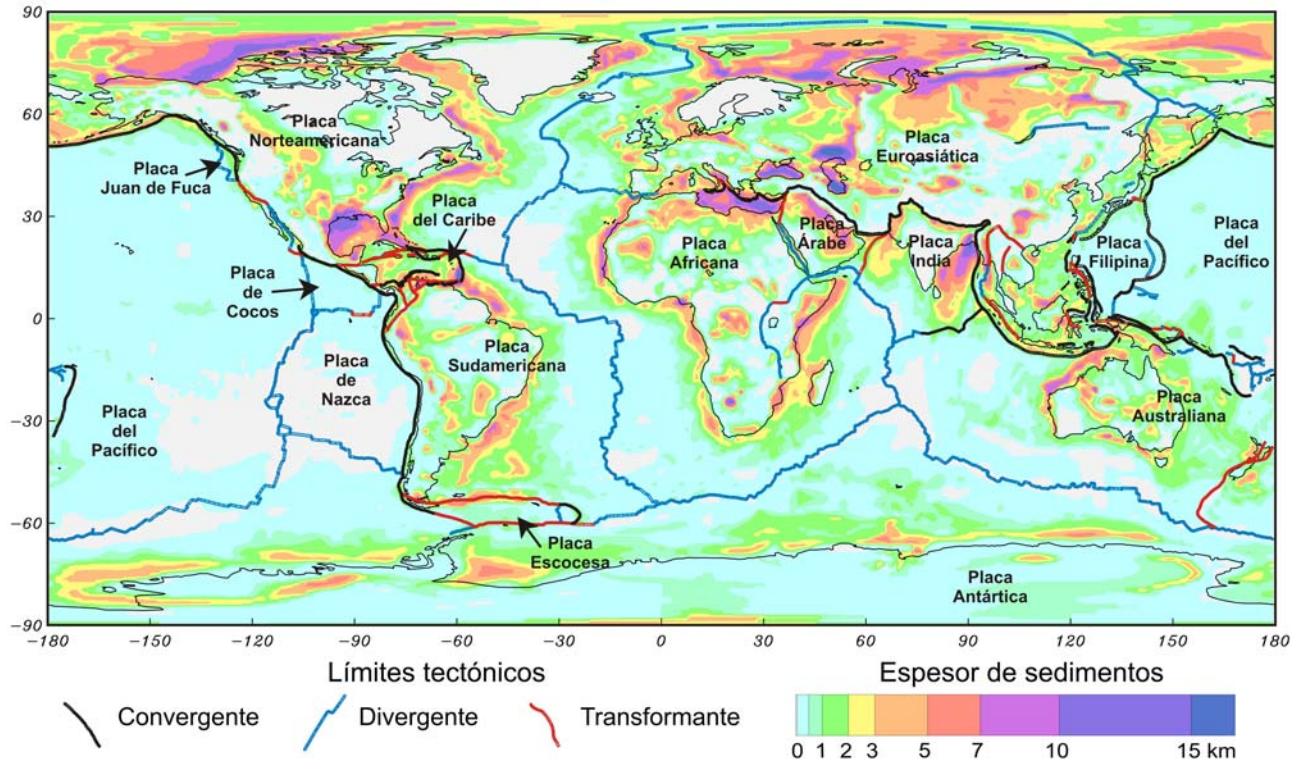 90
60
30
0
−30
−60
−90
−180 −150 −120 −90 −60 −30 0 30 60 90 120 150 180
Placa
Norteamericana
Placa
Juan de Fuca
Placa
del Caribe
Placa
de
Cocos
Placa
de
Nazca
Placa
Sudamericana
Placa
del
Pacífico
Placa
Escocesa
Placa
Euroasiática
Placa
Africana
Placa
Árabe
Placa
India
Placa
Filipina
Placa
del
Pacífico
Placa
Australiana
Placa
Antártica
Límites tectónicos
Convergente Divergente Transformante
Espesor de sedimentos
0 1 2 3 5 7 10 15 km